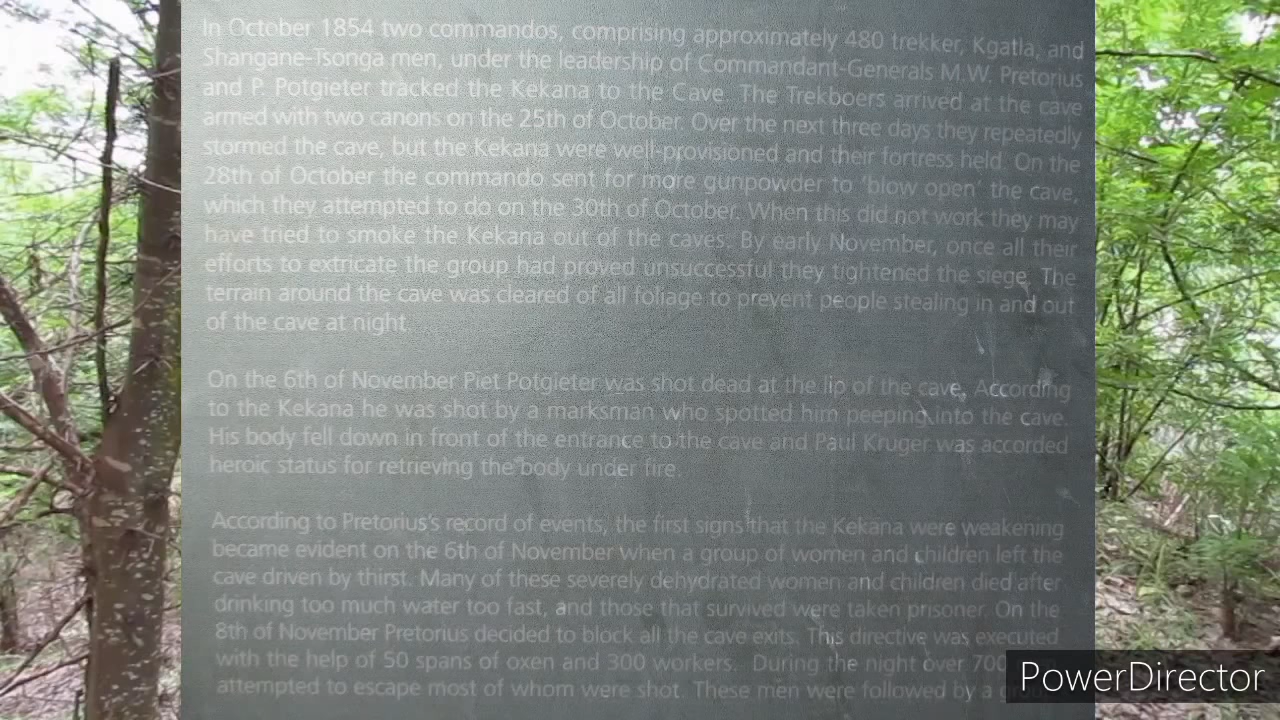 In October 1854 two commandos, comprising approximately 480 trekker, Kgatla, and
Shangane-Tsonga men, under the leadership of Commandant-Generals M.W. Pretorius
and P. Potgieter tracked the Kekana to the Cave. The Trekboers arrived at the cave
armed with two canons on the 25th of October. Over the next three days they repeatedly
stormed the cave, but the Kekana were well-provisioned and their fortress held. On the
28th of October the commando sent for more gunpowder to ‘blow open’ the cave,
which they attempted to do on the 30th of October. When this did not work they may
have tried to smoke the Kekana out of the caves. By early November, once all their
efforts to extricate the group had proved unsuccessful they tightened the siege. The
terrain around the cave was cleared of all foliage to prevent people stealing in and out
of the cave at night.
On the 6th of November Piet Potgieter was shot dead at the lip of the cave. According
to the Kekana he was shot by a marksman who spotted him peeping into the cave.
His body fell down in front of the entrance to the cave and Paul Kruger was accorded
heroic status for retrieving the body under fire.
According to Pretorius’s record of events, the first signs that the Kekana were weakening
became evident on the 6th of November when a group of women and children left the
cave driven by thirst. Many of these severely dehydrated women and children died after
drinking too much water too fast, and those that survived were taken prisoner. On the
8th of November Pretorius decided to block all the cave exits. This directive was executed
with the help of 50 spans of oxen and 300 workers. During the night over 700
attempted to escape most of whom were shot. These men were followed by a
PowerDirector